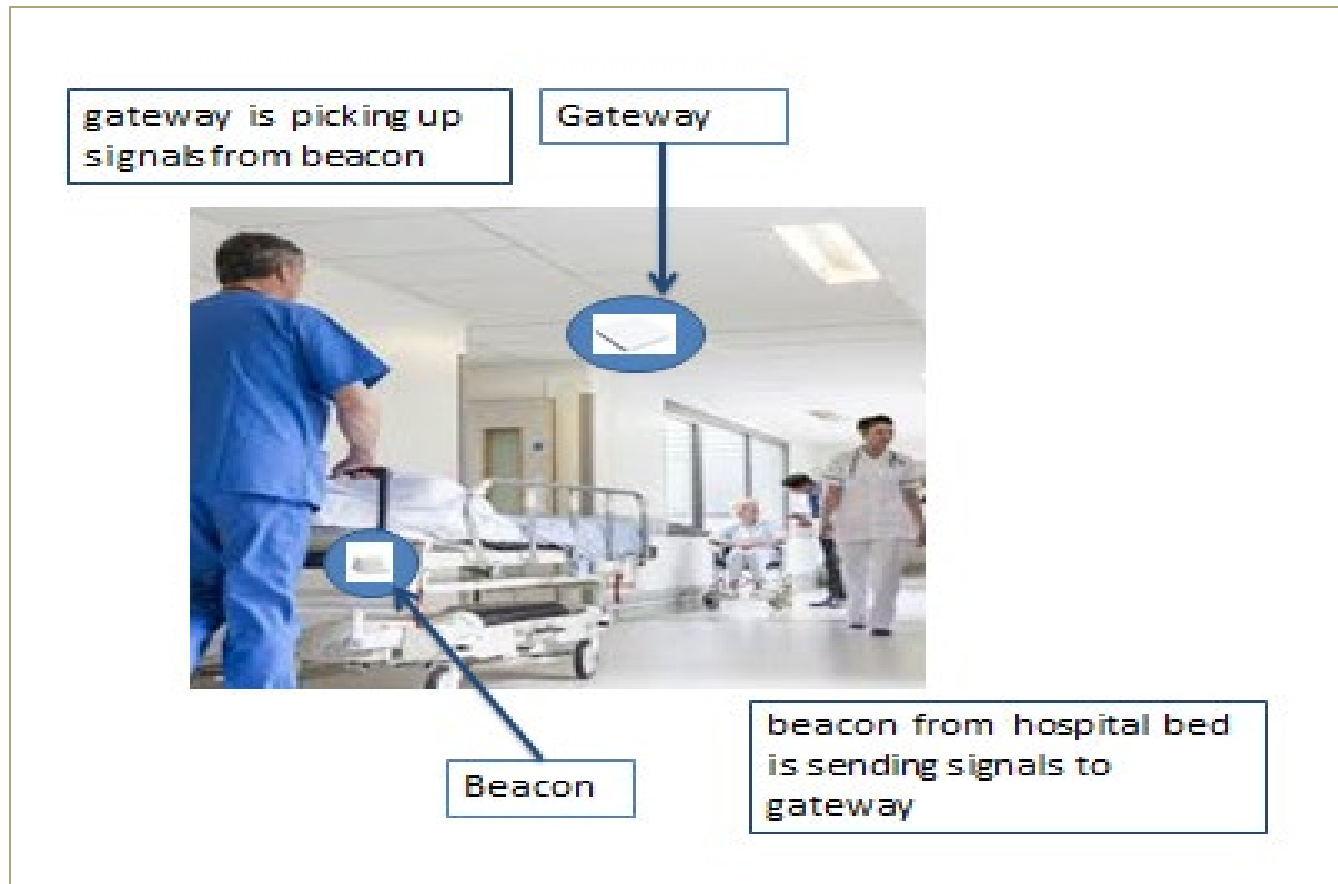 gateway is picking up
signals from beacon
Gateway
Beacon
beacon from hospital bed
is sending signals to
gateway